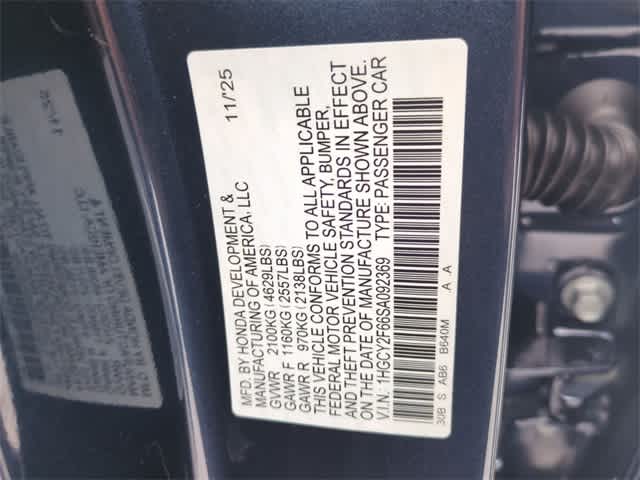 MFD. BY HONDA DEVELOPMENT &
MANUFACTURING OF AMERICA, LLC 11/'25
GVWR 2100KG(4629LBS)
GAWR F 1160KG(2557LBS)
GAWR R 970KG(2138LBS)
THIS VEHICLE CONFORMS TO ALL APPLICABLE
FEDERAL MOTOR VEHICLE SAFETY, BUMPER,
AND THEFT PREVENTION STANDARDS IN EFFECT
ON THE DATE OF MANUFACTURE SHOWN ABOVE.
V.I.N.: 1HGCY2F66SA092369 TYPE: PASSENGER CAR
30B S AB6 B640M A A